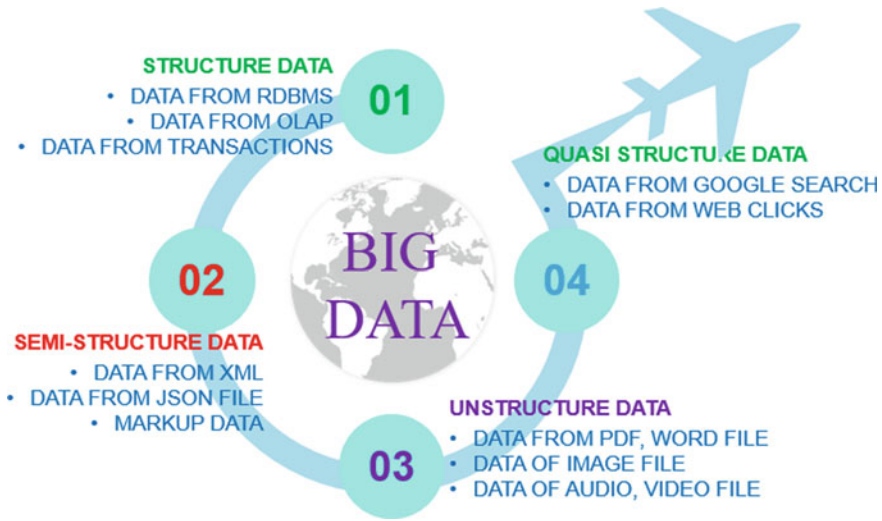 STRUCTURE DATA
• DATA FROM RDBMS
• DATA FROM OLAP
• DATA FROM TRANSACTIONS
01
BIG
DATA
02
SEMI-STRUCTURE DATA
• DATA FROM XML
• DATA FROM JSON FILE
• MARKUP DATA
03
UNSTRUCTURE DATA
• DATA FROM PDF, WORD FILE
• DATA OF IMAGE FILE
• DATA OF AUDIO, VIDEO FILE
04
QUASI STRUCTURE DATA
• DATA FROM GOOGLE SEARCH
• DATA FROM WEB CLICKS